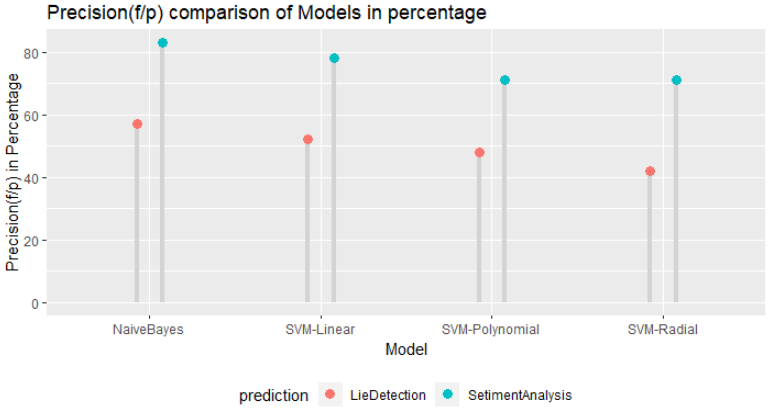 Precision(f/p) comparison of Models in percentage
Precision(f/p) in Percentage
80
60
40
20
0
NaiveBayes SVM-Linear SVM-Polynomial SVM-Radial
Model
prediction LieDetection SetimentAnalysis